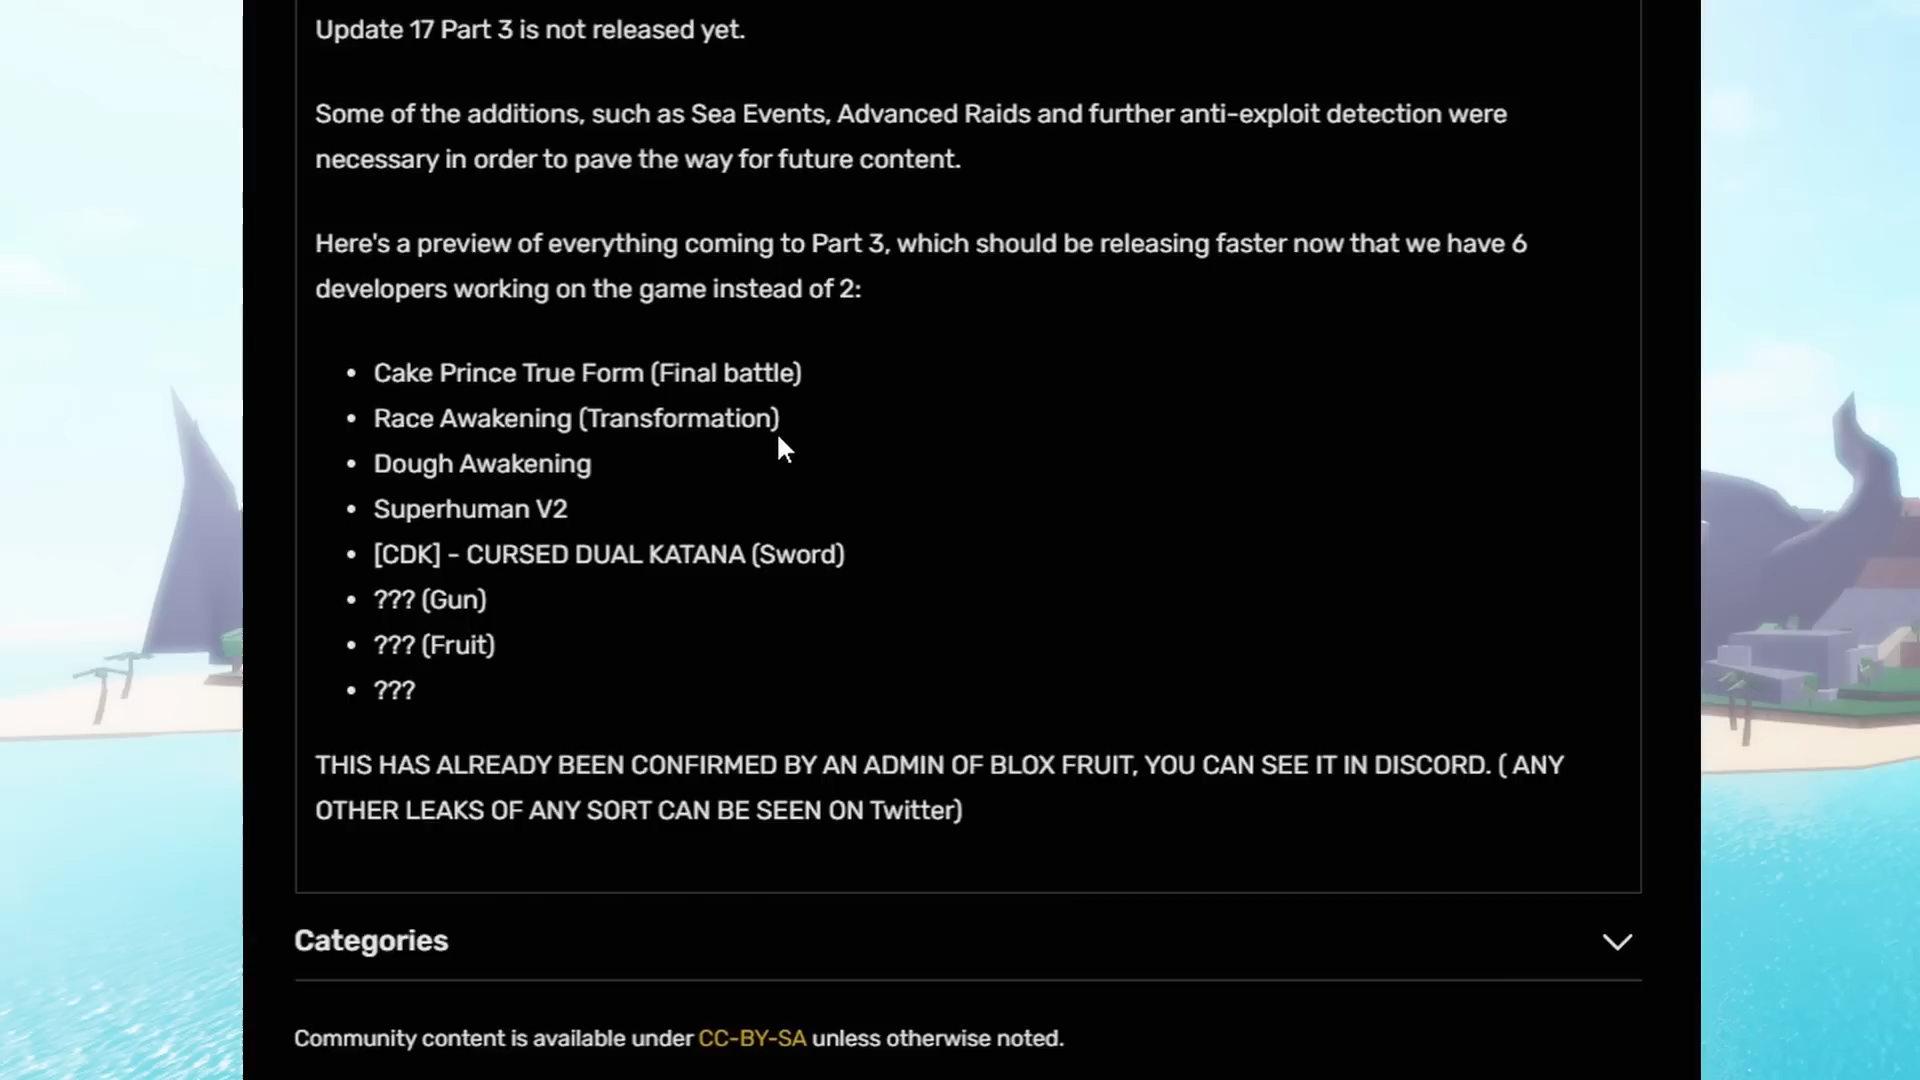 Update 17 Part 3 is not released yet.
Some of the additions, such as Sea Events, Advanced Raids and further anti-exploit detection were
necessary in order to pave the way for future content.
Here's a preview of everything coming to Part 3, which should be releasing faster now that we have 6
developers working on the game instead of 2:
• Cake Prince True Form (Final battle)
• Race Awakening (Transformation)
• Dough Awakening
• Superhuman V2
• [CDK] - CURSED DUAL KATANA (Sword)
• ??? (Gun)
• ??? (Fruit)
• ???
THIS HAS ALREADY BEEN CONFIRMED BY AN ADMIN OF BLOX FRUIT, YOU CAN SEE IT IN DISCORD. ( ANY
OTHER LEAKS OF ANY SORT CAN BE SEEN ON Twitter)
Categories
Community content is available under CC-BY-SA unless otherwise noted.